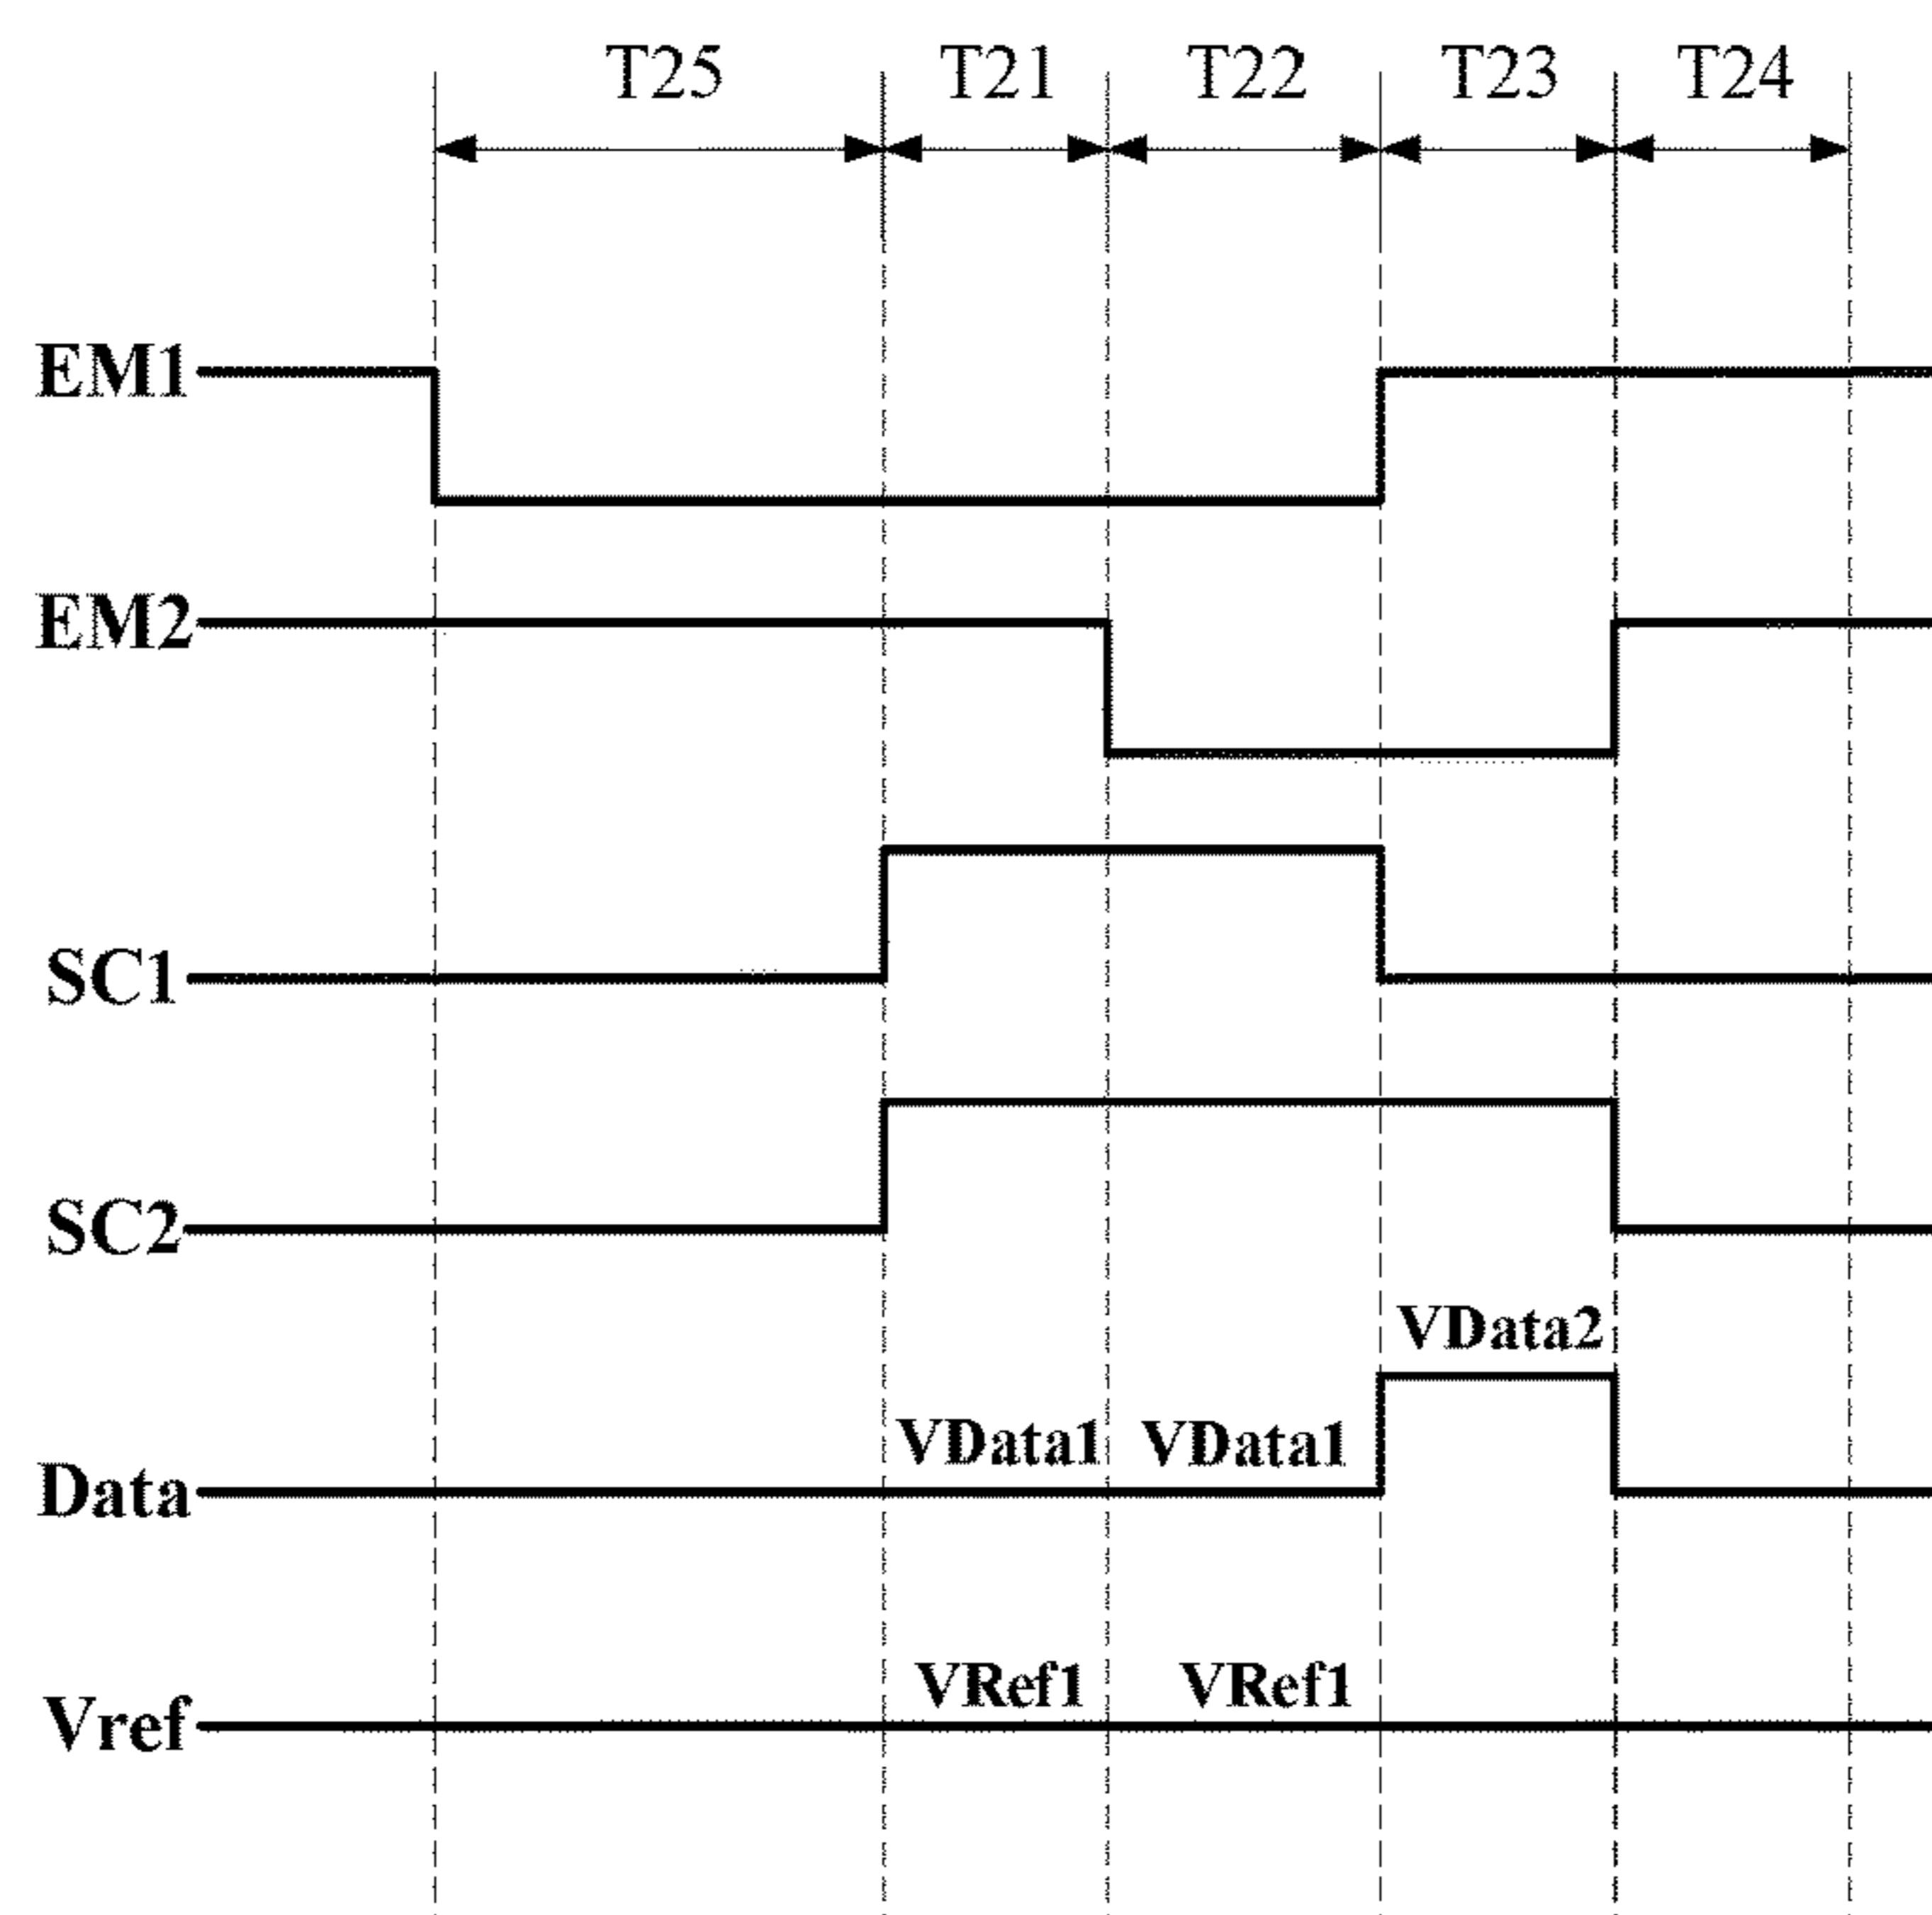 T25 T21 T22 T23 T24
EM1
EM2
SC1
SC2
VData2
VData1 VData1
Data
VRef1 VRef1
Vref